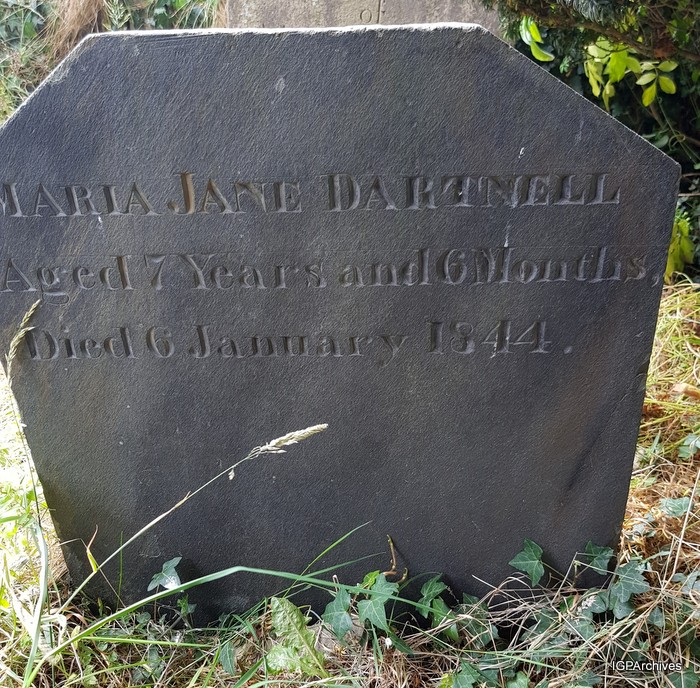 MARIA JANE DARTNELL
Aged 7 Years and 6 Months,
Died 6 January 1844.
IGPArchives